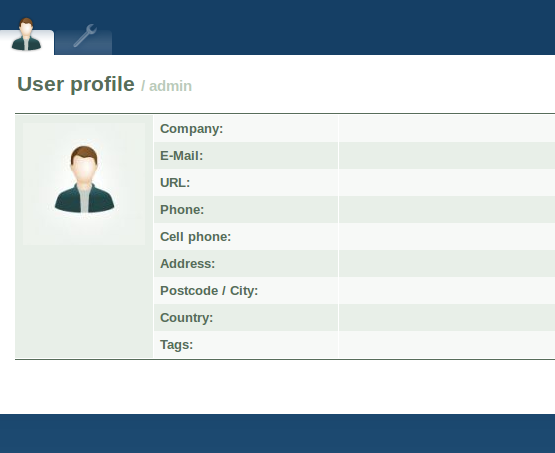 User profile / admin
Company:
E-Mail:
URL:
Phone:
Cell phone:
Address:
Postcode / City:
Country:
Tags: